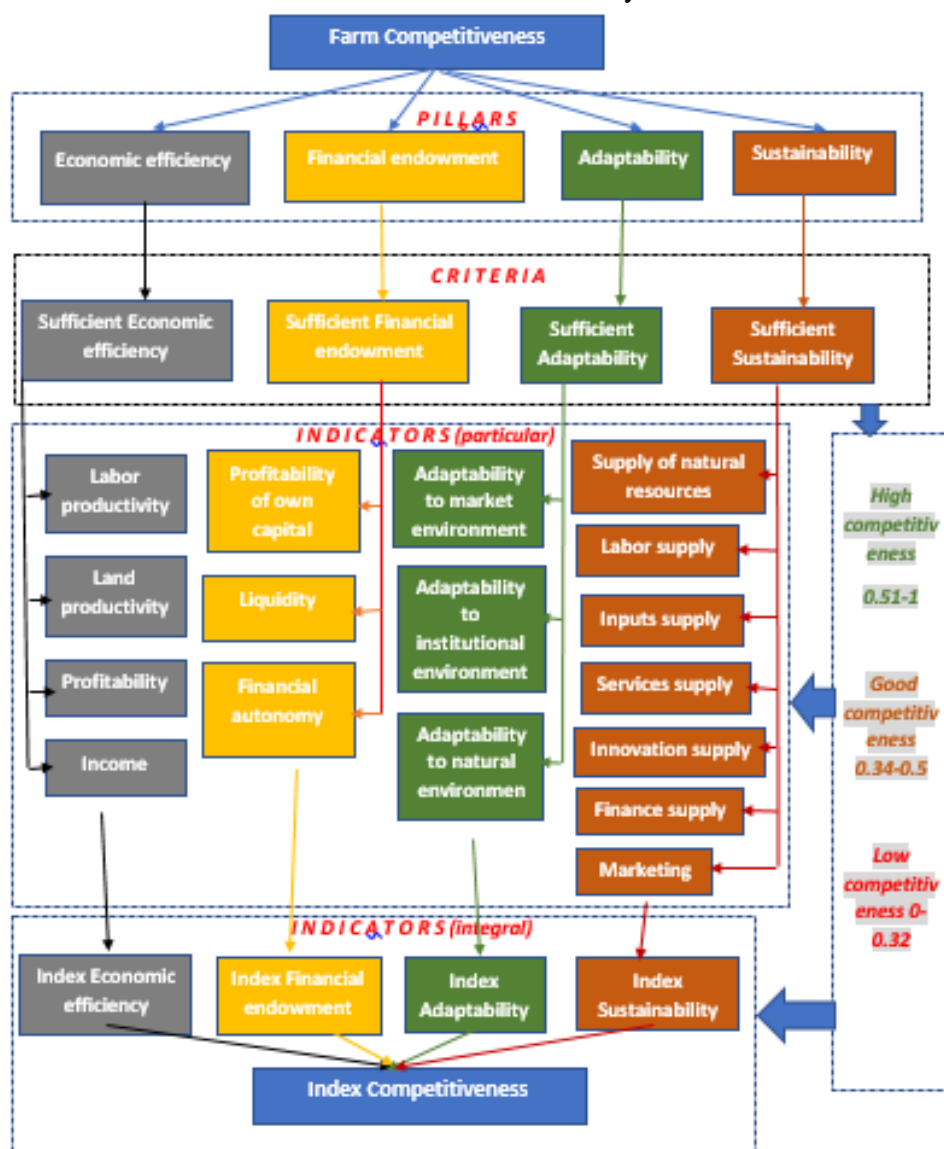 Farm Competitiveness
PILLARS
Economic efficiency
Financial endowment
Adaptability
Sustainability
CRITERIA
Sufficient Economic
efficiency
Sufficient Financial
endowment
Sufficient
Adaptability
Sufficient
Sustainability
INDICATORS (particular)
Labor
productivity
Land
productivity
Profitability
Income
Profitability
of own
capital
Liquidity
Financial
autonomy
Adaptability
to market
environment
Adaptability
to
institutional
environment
Adaptability
to natural
environmen
Supply of natural
resources
Labor supply
Inputs supply
Services supply
Innovation supply
Finance supply
Marketing
High
competitiv
eness
0.51-1
Good
competitiv
eness
0.34-0.5
Low
competitiv
eness 0-
0.32
INDICATORS (integral)
Index Economic
efficiency
Index Financial
endowment
Index
Adaptability
Index
Sustainability
Index Competitiveness